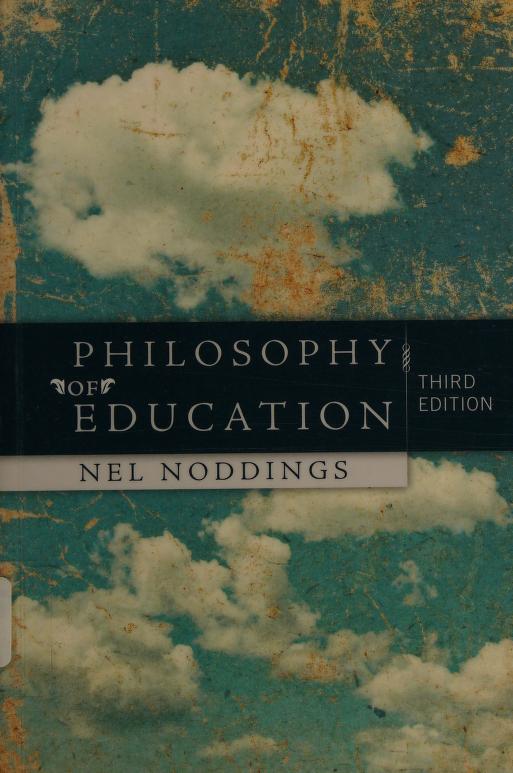 PHILOSOPHY
OF
EDUCATION
THIRD
EDITION
NEL NODDINGS